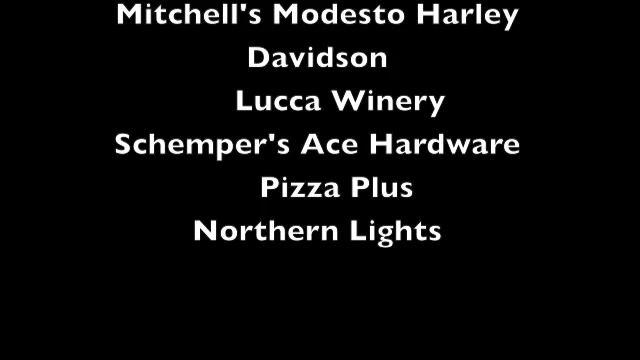 Mitchell's Modesto Harley
Davidson
Lucca Winery
Schemper's Ace Hardware
Pizza Plus
Northern Lights